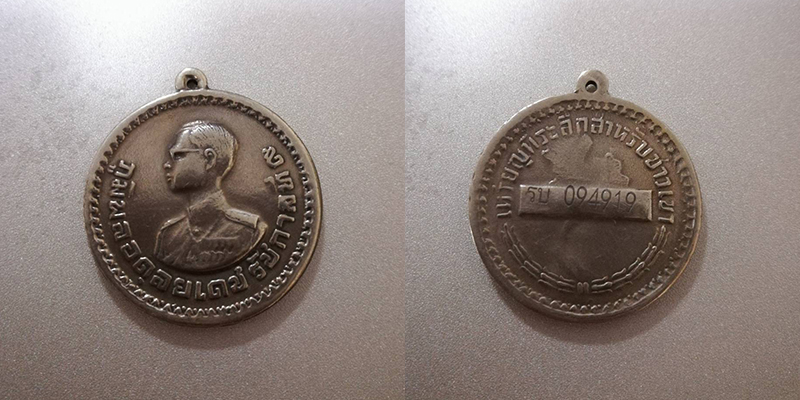 ภูมิพลอดุลยเดช รัชกาลที่ ๙
เหรียญที่ระลึกสำหรับชาวเขา
094919